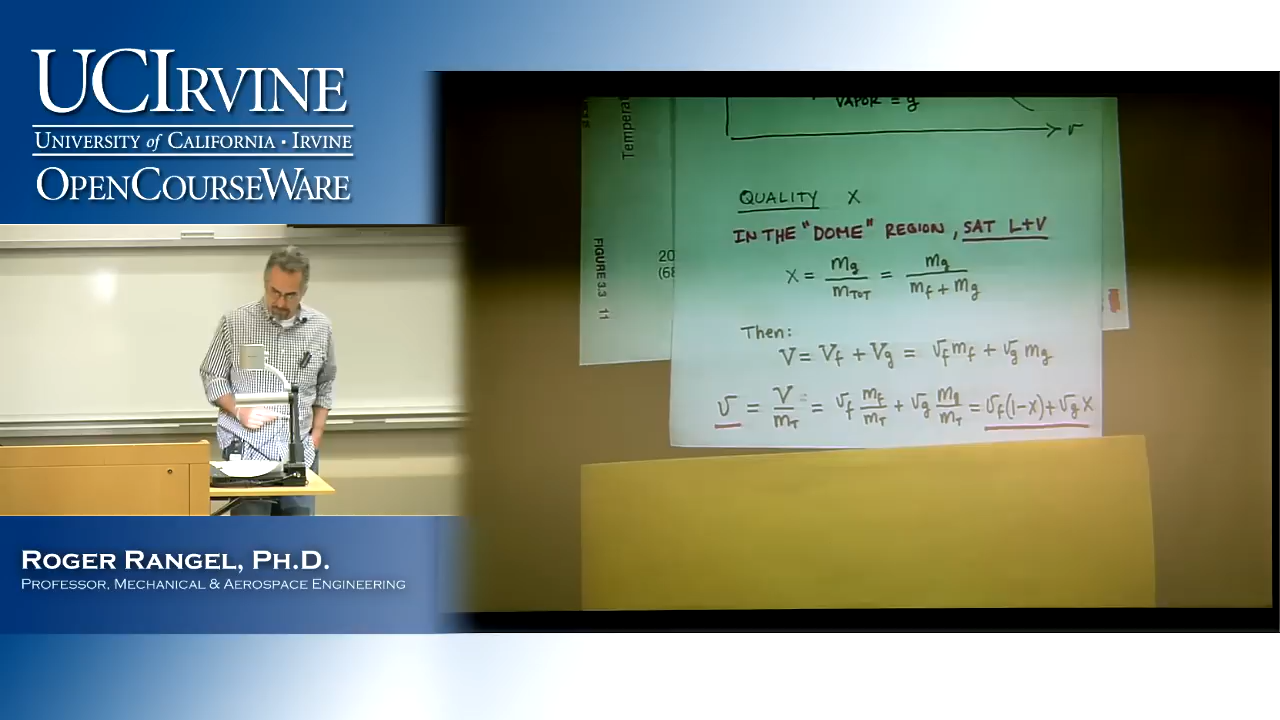 UCIRVINE
UNIVERSITY of CALIFORNIA · IRVINE
OPENCOURSEWARE
ROGER RANGEL, PH.D.
PROFESSOR, MECHANICAL & AEROSPACE ENGINEERING
Temperat
VAPOR = g
v
20
(68
FIGURE 3.3 11
QUALITY X
IN THE "DOME" REGION, SAT L+V
X = mg / mTOT = mg / (mf + mg)
Then:
V = Vf + Vg = vf mf + vg mg
v = V / mT = vf mf / mT + vg mg / mT = vf(1-x) + vg x